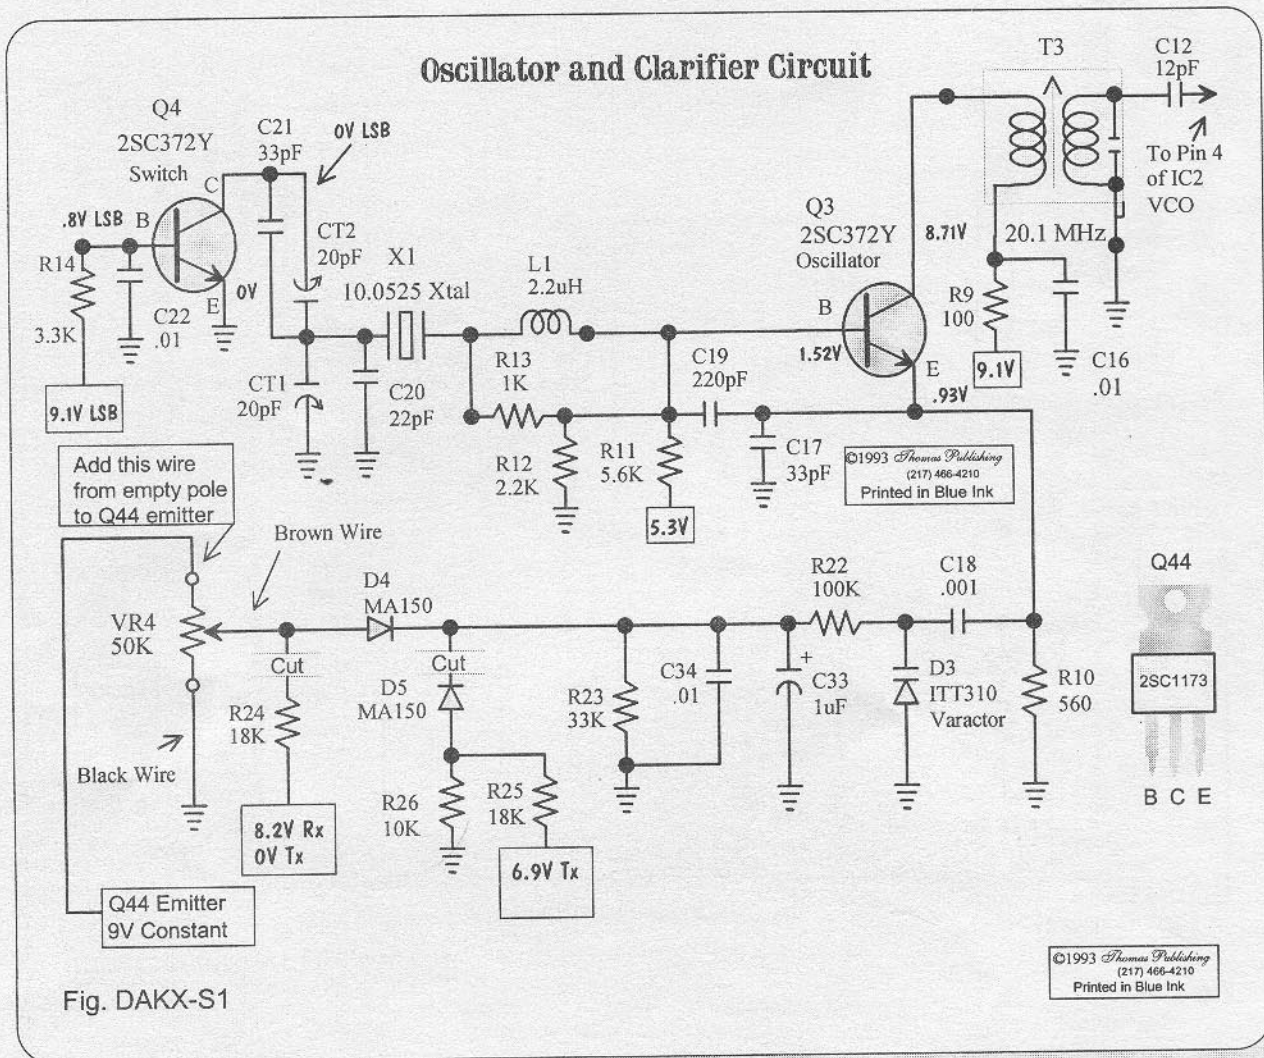 Oscillator and Clarifier Circuit
T3
C12
12pF
To Pin 4
of IC2
VCO
Q4
2SC372Y
Switch
C21
33pF
0V LSB
C
.8V LSB
B
E
0V
R14
3.3K
C22
.01
9.1V LSB
CT2
20pF
X1
10.0525 Xtal
CT1
20pF
C20
22pF
L1
2.2uH
R13
1K
R12
2.2K
R11
5.6K
5.3V
C19
220pF
C17
33pF
Q3
2SC372Y
Oscillator
8.71V
B
1.52V
E
.93V
20.1 MHz
R9
100
9.1V
C16
.01
©1993 Thomas Publishing
(217) 466-4210
Printed in Blue Ink
Add this wire
from empty pole
to Q44 emitter
Brown Wire
VR4
50K
Black Wire
Cut
R24
18K
8.2V Rx
0V Tx
D4
MA150
Cut
D5
MA150
R26
10K
R25
18K
6.9V Tx
R23
33K
C34
.01
+
C33
1uF
R22
100K
C18
.001
D3
ITT310
Varactor
R10
560
Q44
2SC1173
B C E
Q44 Emitter
9V Constant
Fig. DAKX-S1
©1993 Thomas Publishing
(217) 466-4210
Printed in Blue Ink